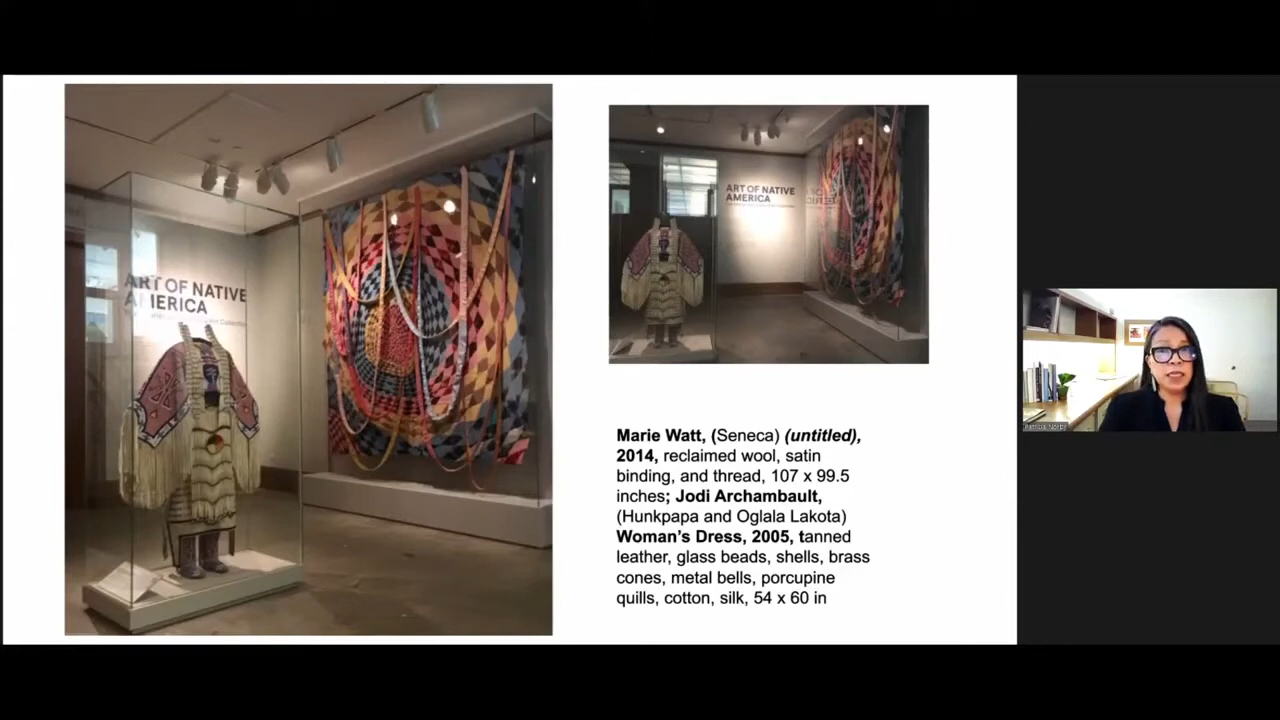 ART OF NATIVE
AMERICA
ART OF NATIVE
AMERICA
Marie Watt, (Seneca) (untitled),
2014, reclaimed wool, satin
binding, and thread, 107 x 99.5
inches; Jodi Archambault,
(Hunkpapa and Oglala Lakota)
Woman's Dress, 2005, tanned
leather, glass beads, shells, brass
cones, metal bells, porcupine
quills, cotton, silk, 54 x 60 in
Patricia Norby